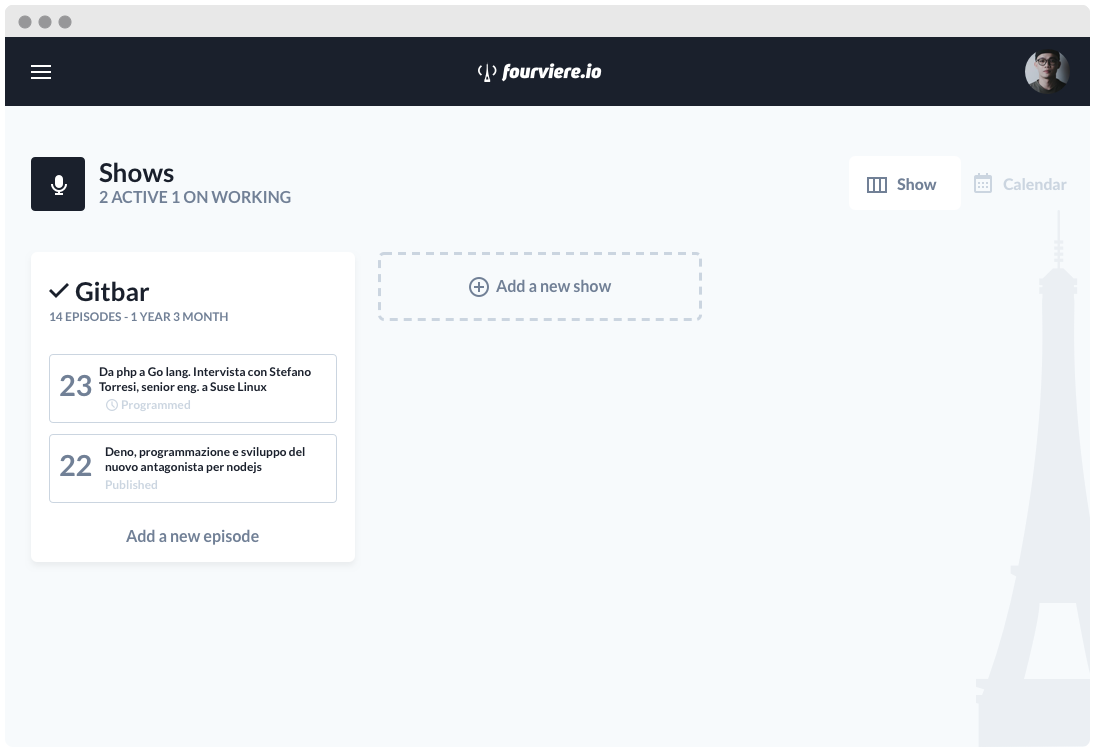 fourviere.io
Shows
2 ACTIVE 1 ON WORKING
Show
Calendar
Gitbar
14 EPISODES - 1 YEAR 3 MONTH
23
Da php a Go lang. Intervista con Stefano
Torresi, senior eng. a Suse Linux
Programmed
22
Deno, programmazione e sviluppo del
nuovo antagonista per nodejs
Published
Add a new episode
Add a new show